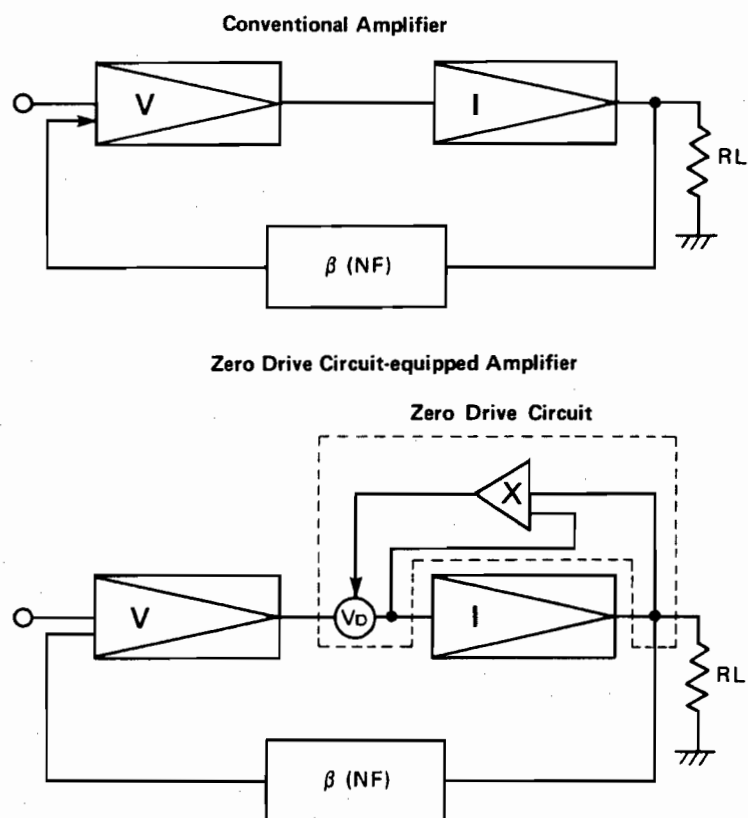 Conventional Amplifier
V
I
RL
β (NF)
Zero Drive Circuit-equipped Amplifier
Zero Drive Circuit
X
V
VD
I
RL
β (NF)